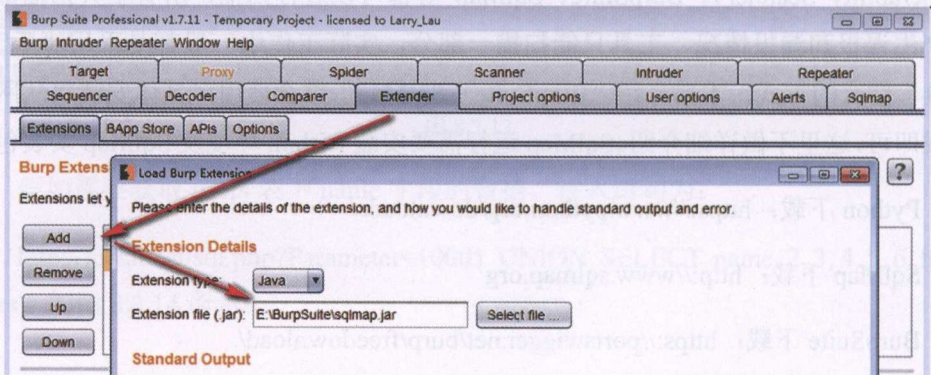 Burp Suite Professional v1.7.11 - Temporary Project - licensed to Larry_Lau
Burp Intruder Repeater Window Help
Target Proxy Spider Scanner Intruder Repeater
Sequencer Decoder Comparer Extender Project options User options Alerts Sqlmap
Extensions BApp Store APIs Options
Burp Extens
Load Burp Extension
?
Extensions let y
Please enter the details of the extension, and how you would like to handle standard output and error.
Add
Extension Details
Remove
Extension type: Java
Up
Extension file (.jar): E:\BurpSuite\sqlmap.jar Select file ...
Down
Standard Output
Python 下载：
SqlMap 下载： http://www.sqlmap.org
BurpSuite 下载： https://portswigger.net/burp/freedownload/